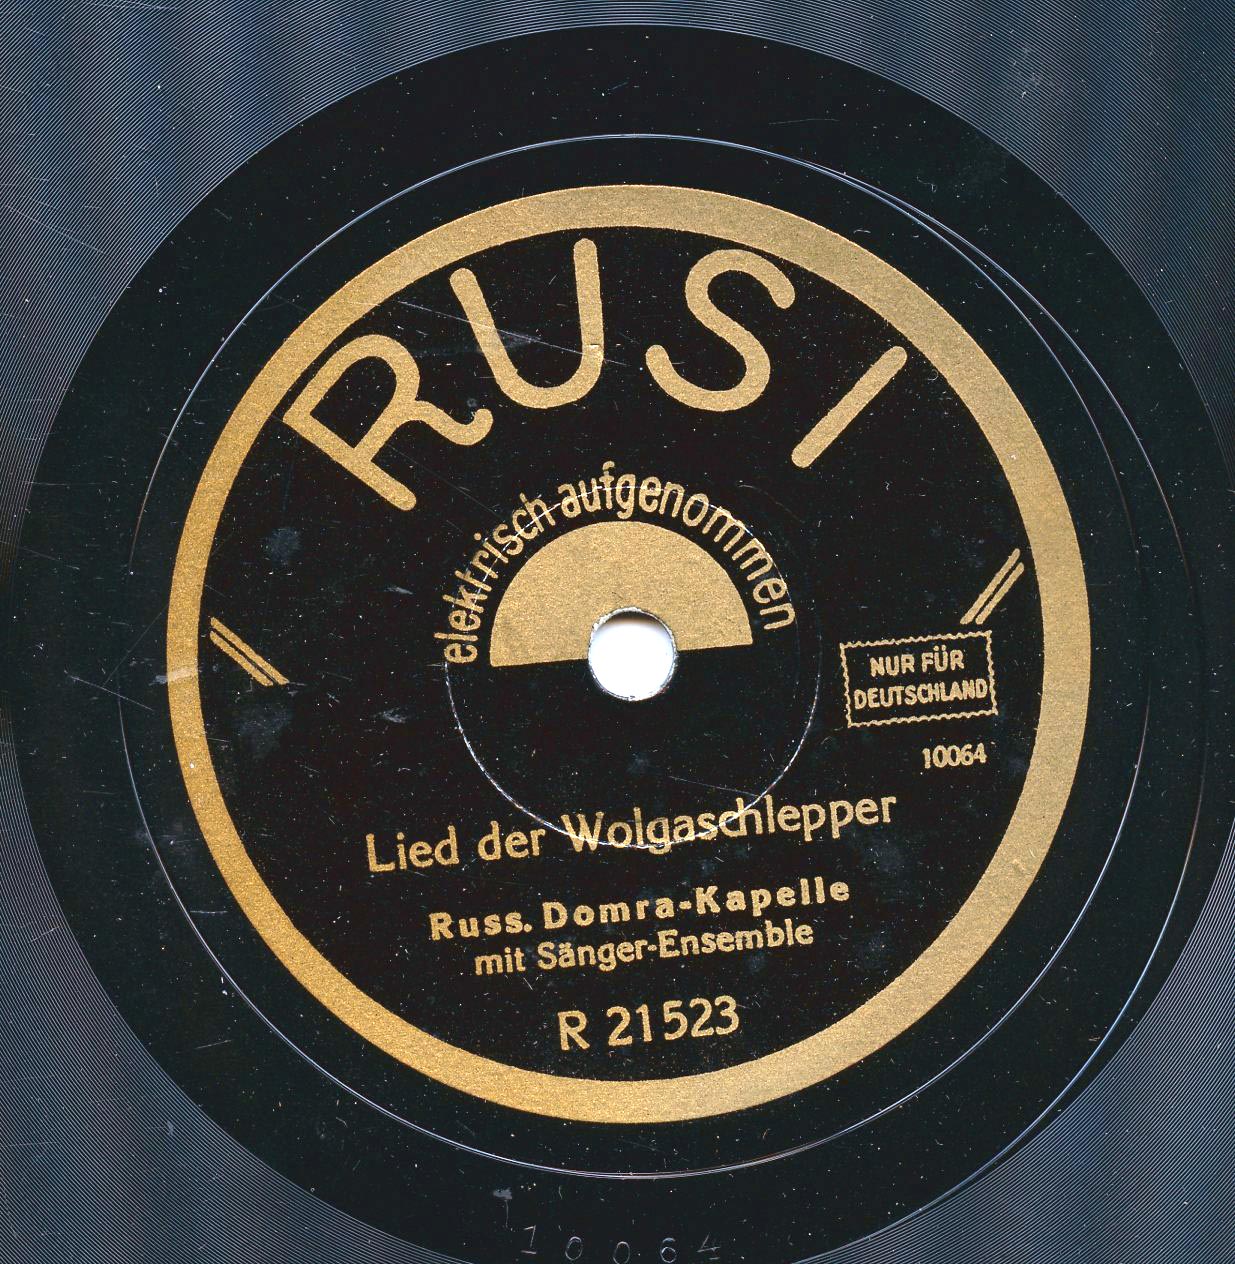 RUSI
elektrisch aufgenommen
NUR FÜR
DEUTSCHLAND
10064
Lied der Wolgaschlepper
Russ. Domra-Kapelle
mit Sänger-Ensemble
R 21523
10064